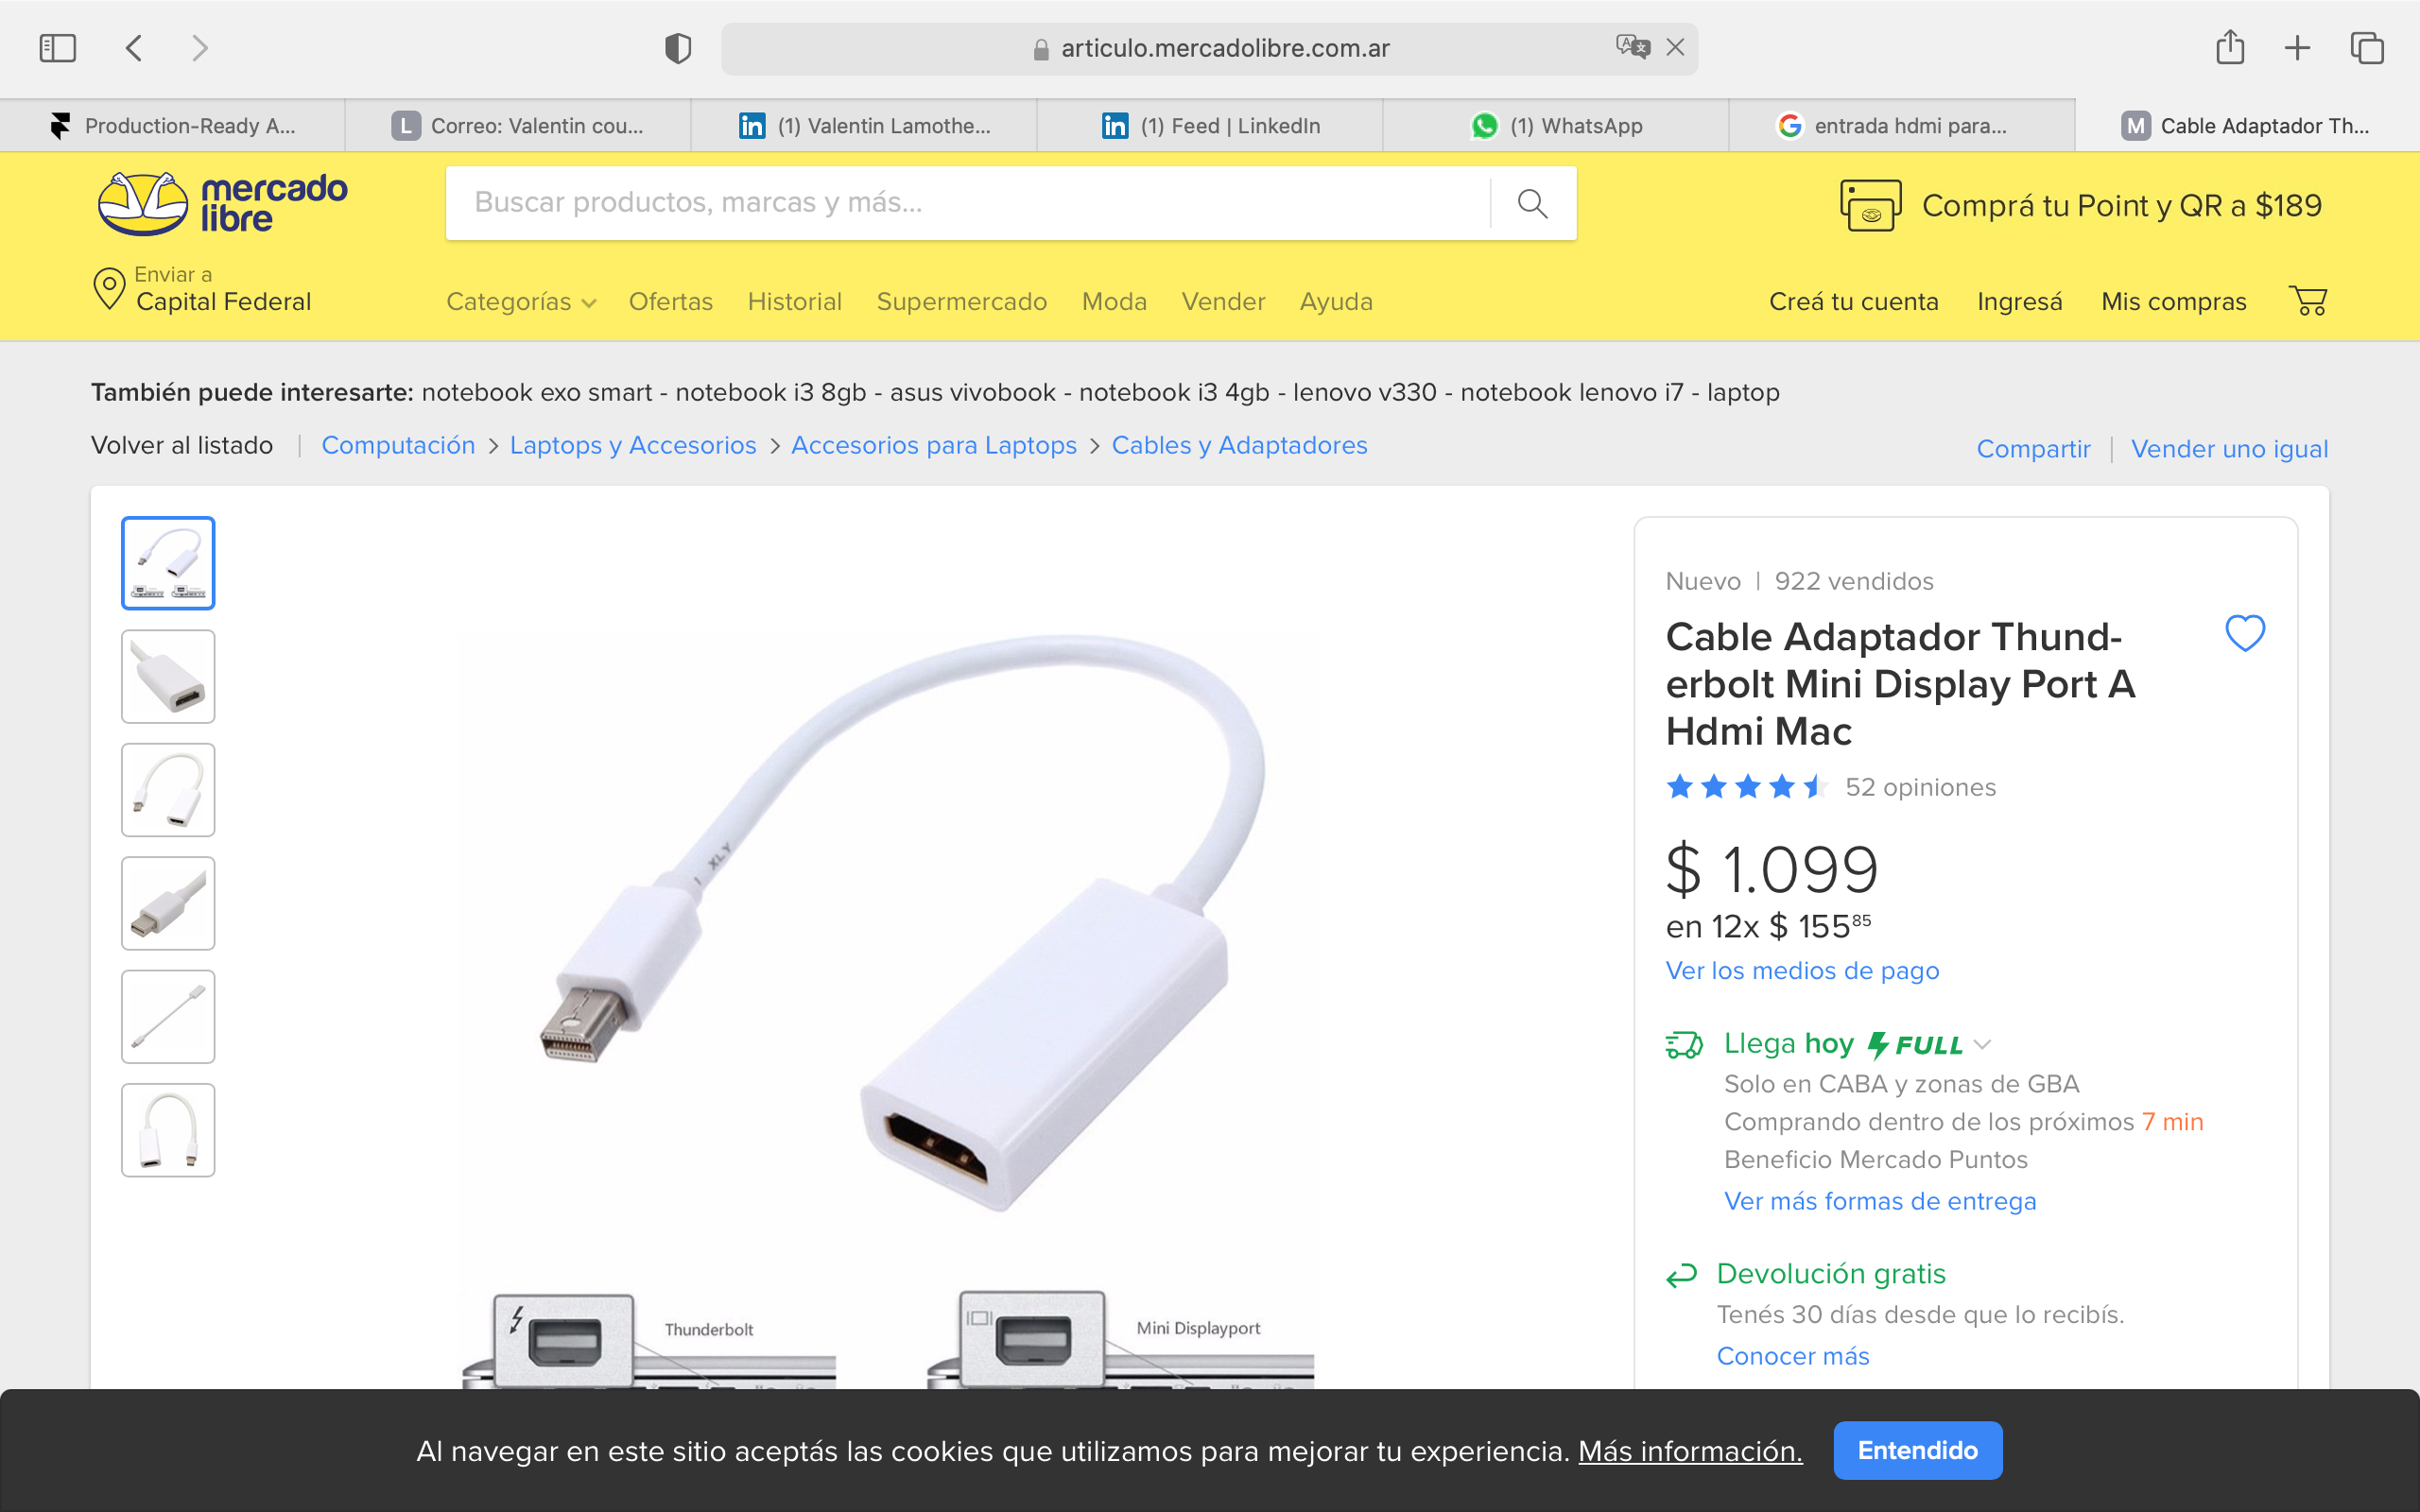 articulo.mercadolibre.com.ar
Production-Ready A...
L Correo: Valentin cou...
in (1) Valentin Lamothe...
in (1) Feed | LinkedIn
(1) WhatsApp
G entrada hdmi para...
M Cable Adaptador Th...
mercado
libre
Buscar productos, marcas y más...
Comprá tu Point y QR a $189
Enviar a
Capital Federal
Categorías Ofertas Historial Supermercado Moda Vender Ayuda
Creá tu cuenta Ingresá Mis compras
También puede interesarte: notebook exo smart - notebook i3 8gb - asus vivobook - notebook i3 4gb - lenovo v330 - notebook lenovo i7 - laptop
Volver al listado | Computación > Laptops y Accesorios > Accesorios para Laptops > Cables y Adaptadores
Compartir | Vender uno igual
XLY
Thunderbolt
Mini Displayport
Nuevo | 922 vendidos
Cable Adaptador Thund-
erbolt Mini Display Port A
Hdmi Mac
52 opiniones
$ 1.099
en 12x $ 155 85
Ver los medios de pago
Llega hoy FULL
Solo en CABA y zonas de GBA
Comprando dentro de los próximos 7 min
Beneficio Mercado Puntos
Ver más formas de entrega
Devolución gratis
Tenés 30 días desde que lo recibís.
Conocer más
Al navegar en este sitio aceptás las cookies que utilizamos para mejorar tu experiencia. Más información.
Entendido